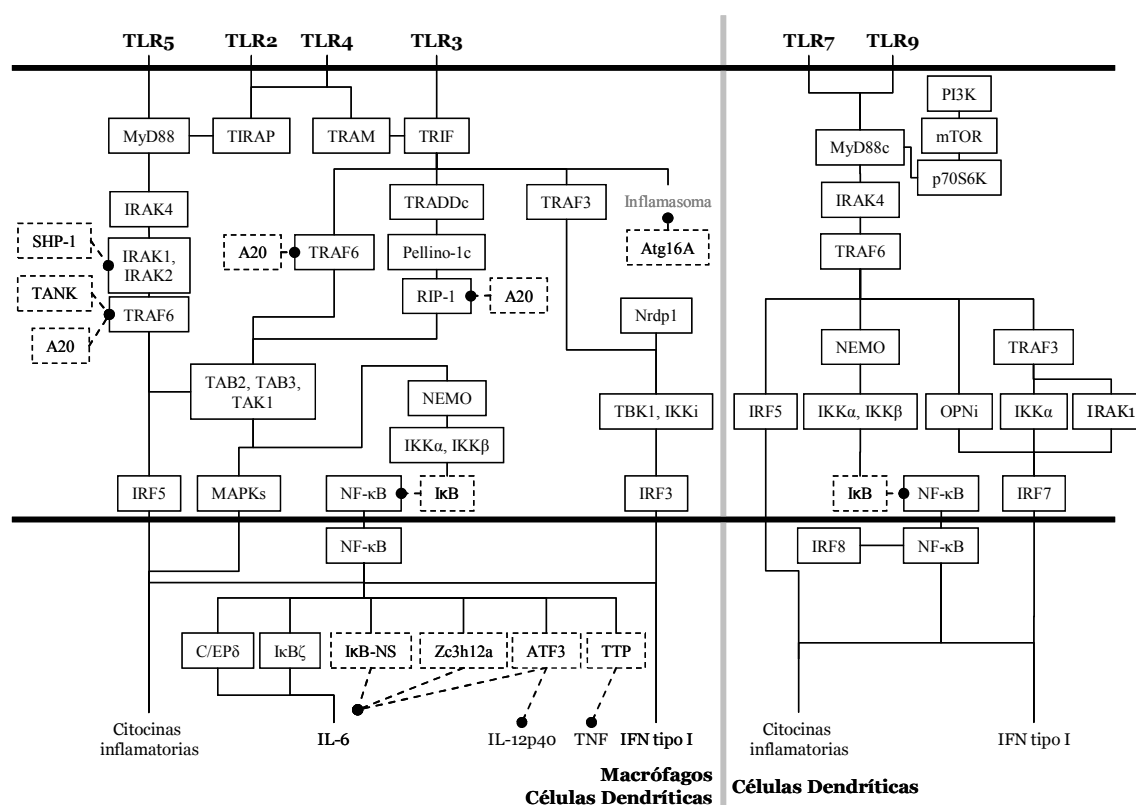 TLR5 TLR2 TLR4 TLR3 TLR7 TLR9
PI3K
MyD88 TIRAP TRAM TRIF mTOR
MyD88c
p70S6K
IRAK4 TRADDc TRAF3 Inflamasoma IRAK4
SHP-1 A20 TRAF6 Pellino-1c Atg16A TRAF6
IRAK1,
IRAK2
TANK RIP-1 A20
TRAF6 Nrdp1
A20 NEMO TRAF3
TAB2, TAB3,
TAK1
NEMO
TBK1, IKKi IRF5 IKKα, IKKβ OPNi IKKα IRAK1
IKKα, IKKβ
IRF5 MAPKs NF-κB IκB IRF3 IκB NF-κB IRF7
NF-κB IRF8 NF-κB
C/EPδ IκBζ IκB-NS Zc3h12a ATF3 TTP
Citocinas
inflamatorias
IL-6 IL-12p40 TNF IFN tipo I
Citocinas
inflamatorias
IFN tipo I
Macrófagos
Células Dendríticas
Células Dendríticas